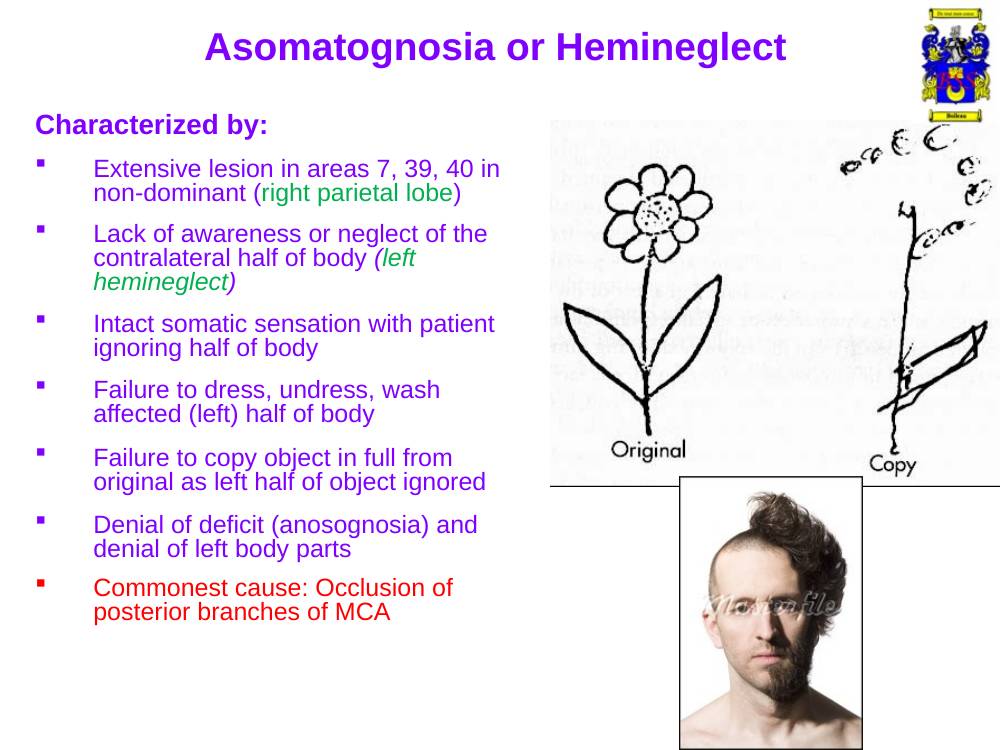 Asomatognosia or Hemineglect
Characterized by:
▪ Extensive lesion in areas 7, 39, 40 in
non-dominant (right parietal lobe)
▪ Lack of awareness or neglect of the
contralateral half of body (left
hemineglect)
▪ Intact somatic sensation with patient
ignoring half of body
▪ Failure to dress, undress, wash
affected (left) half of body
▪ Failure to copy object in full from
original as left half of object ignored
▪ Denial of deficit (anosognosia) and
denial of left body parts
▪ Commonest cause: Occlusion of
posterior branches of MCA
Original
Copy
Masterfile